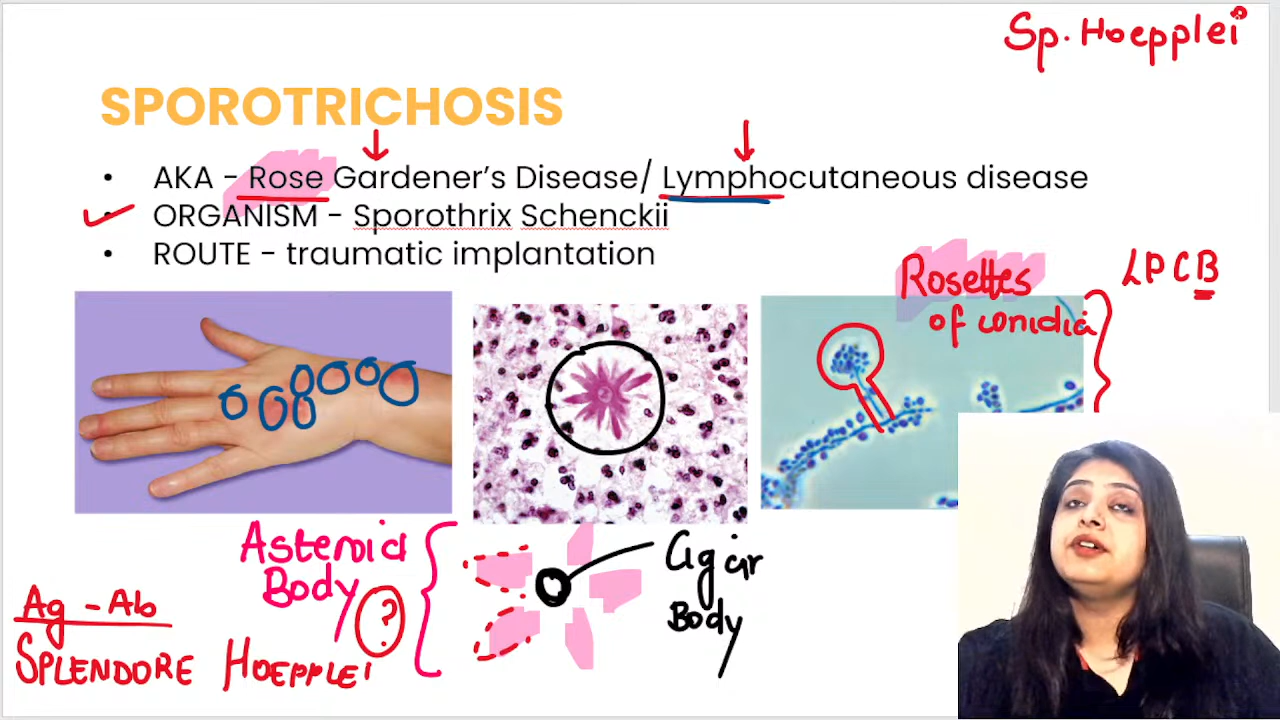 Sp. Hoepplei
SPOROTRICHOSIS
• AKA - Rose Gardener's Disease/ Lymphocutaneous disease
• ORGANISM - Sporothrix Schenckii
• ROUTE - traumatic implantation
Rosettes
of conidia
LPCB
Asteroid
Body
?
Cigar
Body
Ag - Ab
SPLENDORE HOEPPLEI